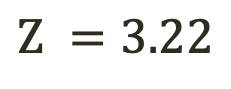 Z = 3.22